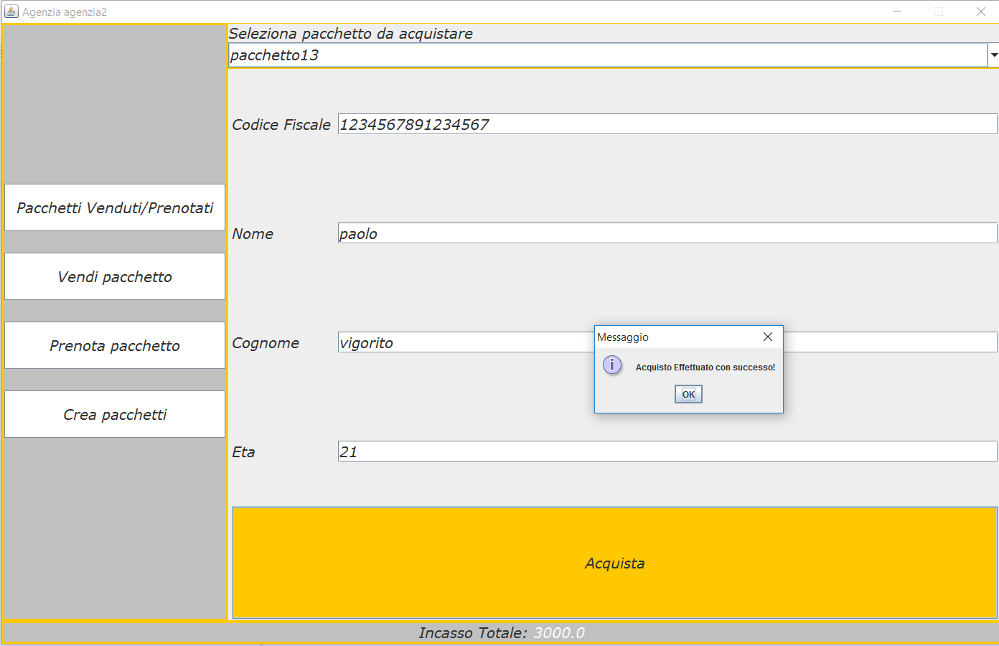 Agenzia agenzia2
Seleziona pacchetto da acquistare
pacchetto13
Codice Fiscale 1234567891234567
Pacchetti Venduti/Prenotati
Nome paolo
Vendi pacchetto
Prenota pacchetto
Cognome vigorito
Messaggio
Acquisto Effettuato con successo!
OK
Crea pacchetti
Eta 21
Acquista
Incasso Totale: 3000.0